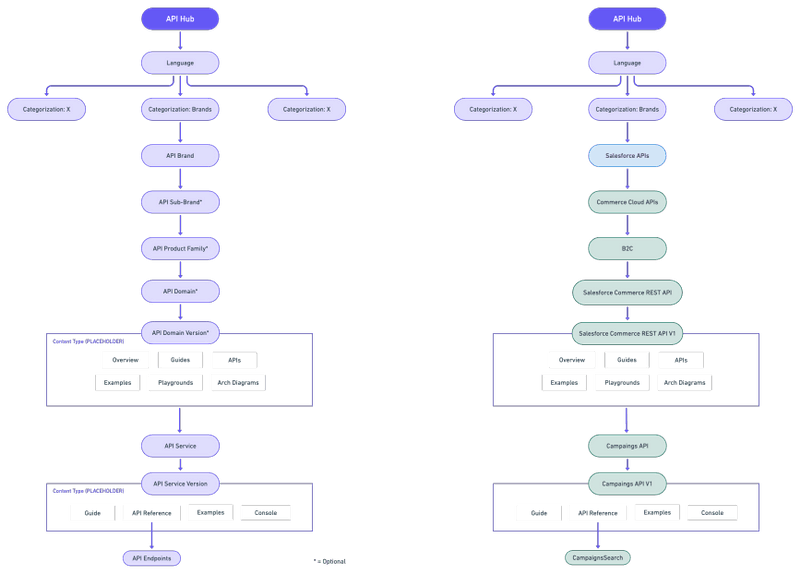 API Hub
Language
Categorization: X
Categorization: Brands
Categorization: X
API Brand
API Sub-Brand*
API Product Family*
API Domain*
API Domain Version*
Content Type (PLACEHOLDER)
Overview
Guides
APIs
Examples
Playgrounds
Arch Diagrams
API Service
API Service Version
Content Type (PLACEHOLDER)
Guide
API Reference
Examples
Console
API Endpoints
* = Optional
API Hub
Language
Categorization: X
Categorization: Brands
Categorization: X
Salesforce APIs
Commerce Cloud APIs
B2C
Salesforce Commerce REST API
Salesforce Commerce REST API V1
Overview
Guides
APIs
Examples
Playgrounds
Arch Diagrams
Campaings API
Campaings API V1
Guide
API Reference
Examples
Console
CampaignsSearch